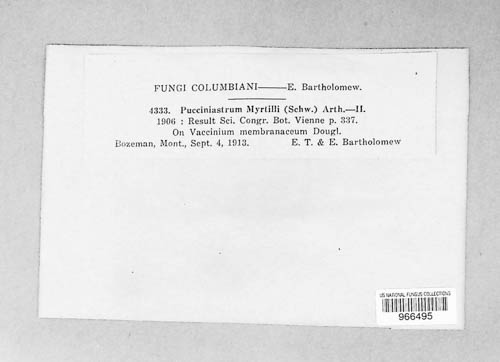 FUNGI COLUMBIANI——E. Bartholomew.
4333. Pucciniastrum Myrtilli (Schw.) Arth.—II.
1906 : Result Sci. Congr. Bot. Vienne p. 337.
On Vaccinium membranaceum Dougl.
Bozeman, Mont., Sept. 4, 1913. E. T. & E. Bartholomew
US NATIONAL FUNGUS COLLECTIONS
966495